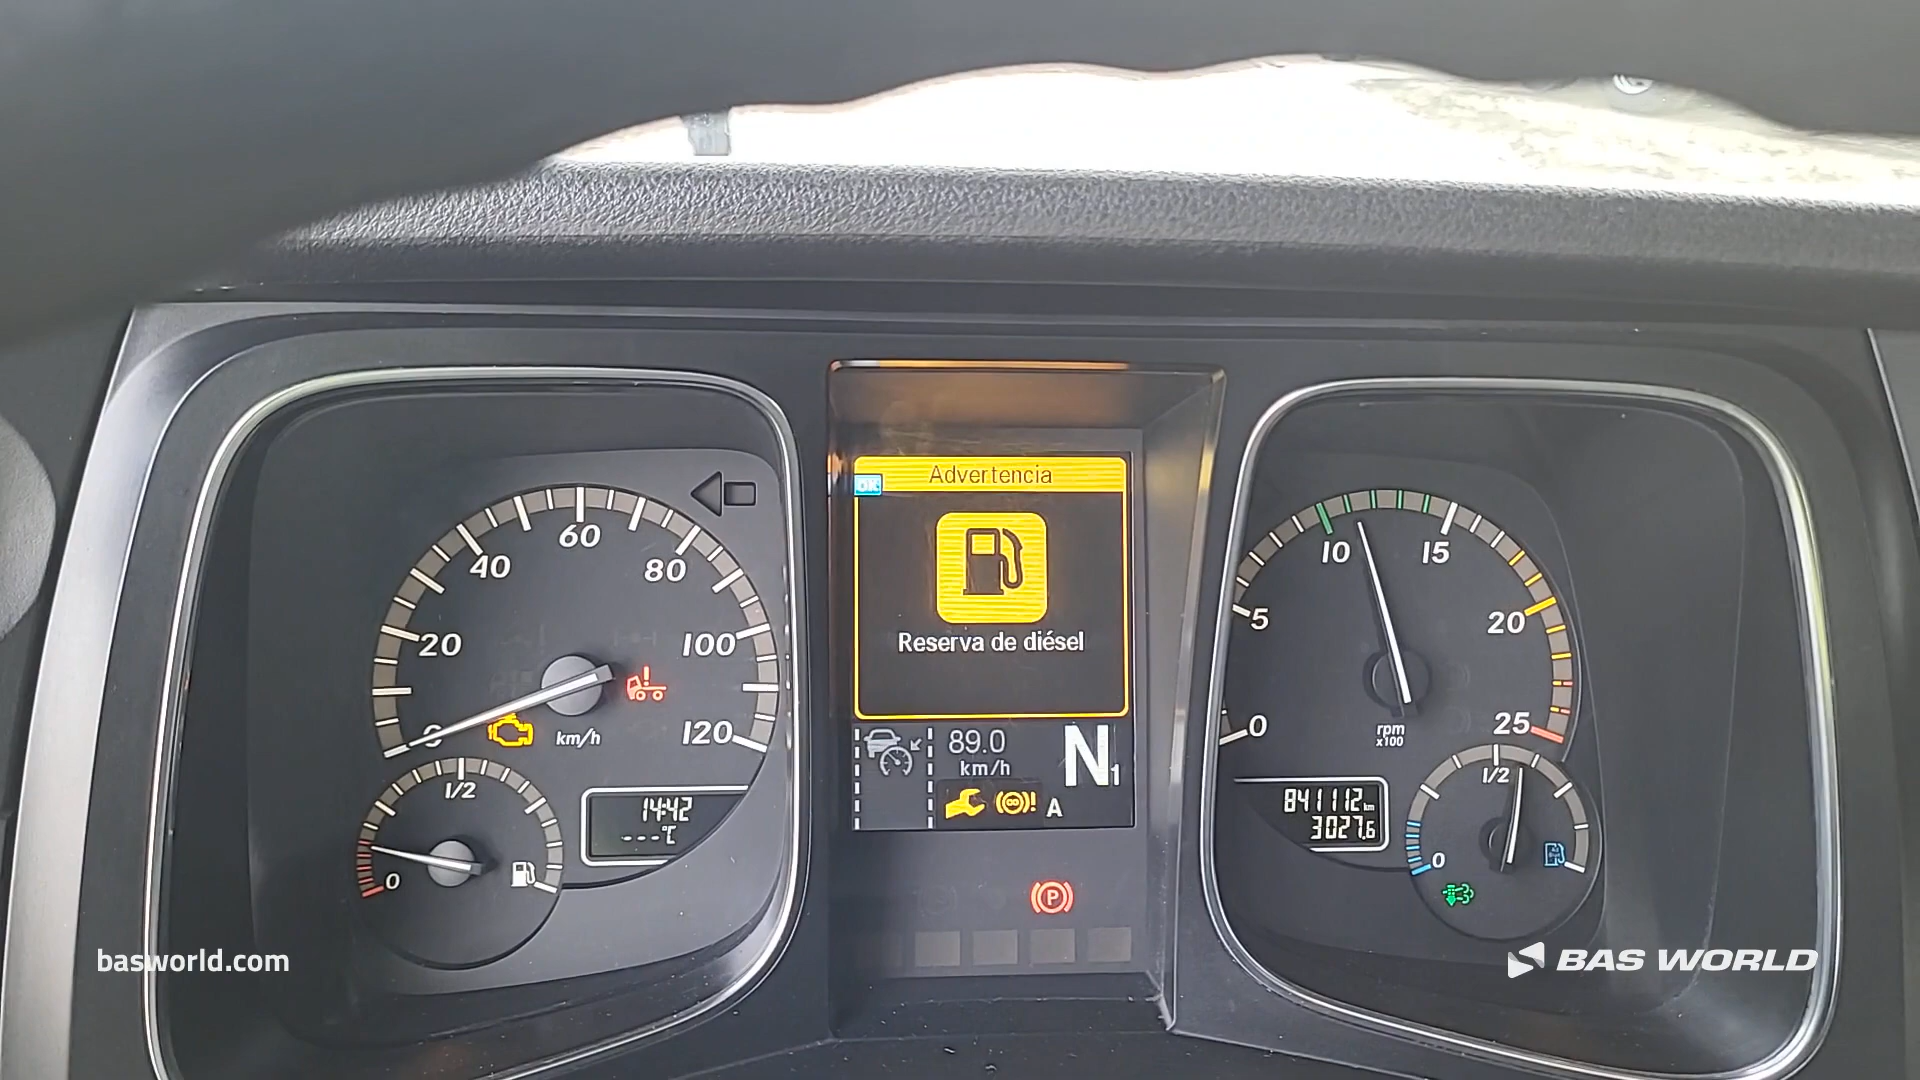 Advertencia
OK
Reserva de diésel
89.0
km/h
N1
A
0
20
40
60
80
100
120
km/h
0
1/2
14:42
---°C
0
5
10
15
20
25
rpm
x100
841112 km
3027.6
0
1/2
P
basworld.com
BAS WORLD